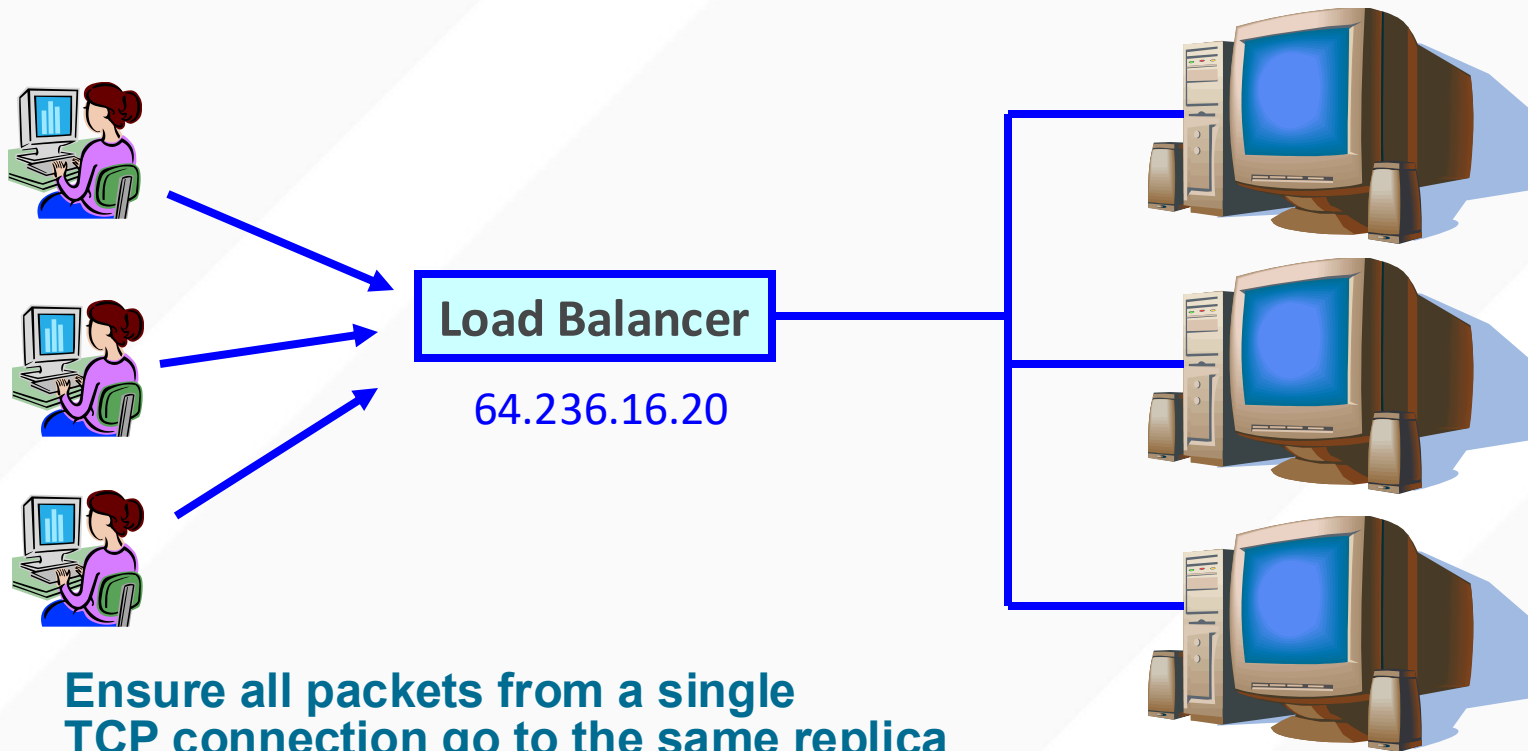 Load Balancer
64.236.16.20
Ensure all packets from a single
TCP connection go to the same replica